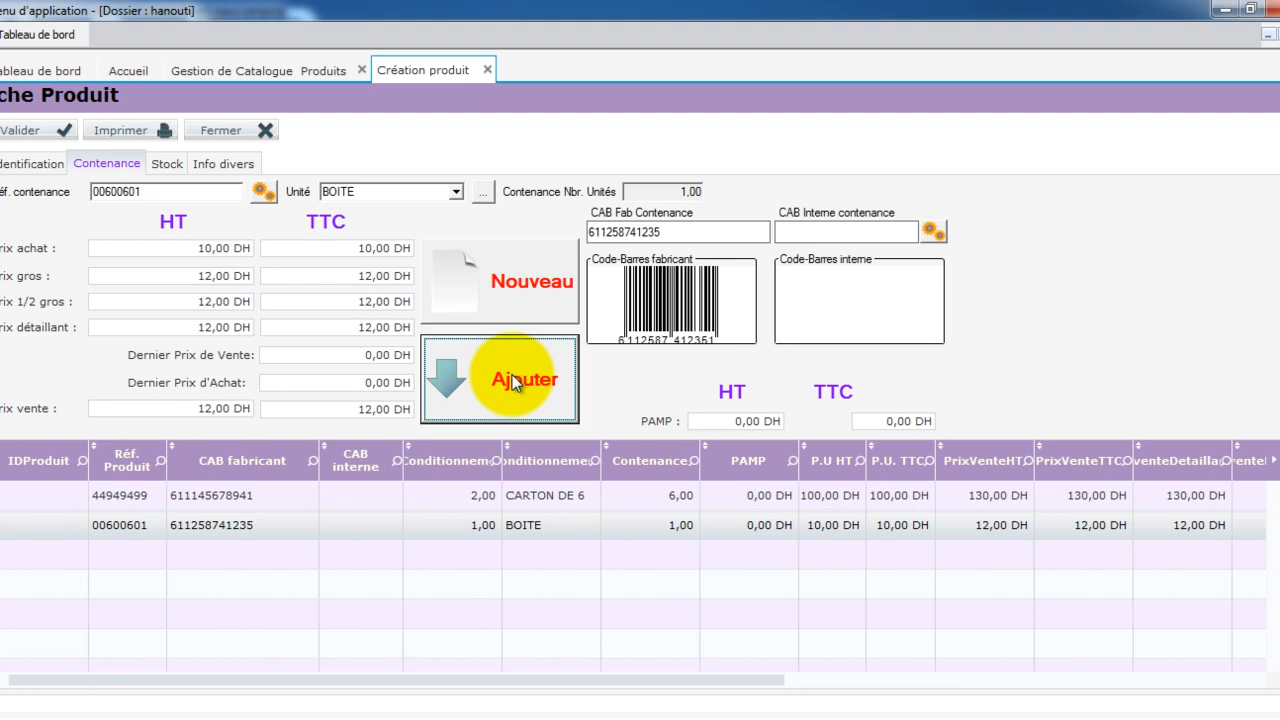 enu d'application - [Dossier : hanouti]
Tableau de bord
ableau de bord Accueil Gestion de Catalogue Produits Création produit
che Produit
Valider Imprimer Fermer
dentification Contenance Stock Info divers
éf. contenance 00600601 Unité BOITE ... Contenance Nbr. Unités 1,00
HT TTC CAB Fab Contenance CAB Interne contenance
611258741235
rix achat : 10,00 DH 10,00 DH
Code-Barres fabricant Code-Barres interne
rix gros : 12,00 DH 12,00 DH Nouveau
rix 1/2 gros : 12,00 DH 12,00 DH
rix détaillant : 12,00 DH 12,00 DH
6 112587 412351
Dernier Prix de Vente: 0,00 DH
Dernier Prix d'Achat: 0,00 DH Ajouter
HT TTC
rix vente : 12,00 DH 12,00 DH
PAMP : 0,00 DH 0,00 DH
IDProduit Réf. Produit CAB fabricant CAB interne Conditionnem onditionneme Contenance PAMP P.U HT P.U. TTC PrixVenteHT PrixVenteTTC venteDetailla
44949499 611145678941 2,00 CARTON DE 6 6,00 0,00 DH 100,00 DH 100,00 DH 130,00 DH 130,00 DH 130,00 DH
00600601 611258741235 1,00 BOITE 1,00 0,00 DH 10,00 DH 10,00 DH 12,00 DH 12,00 DH 12,00 DH